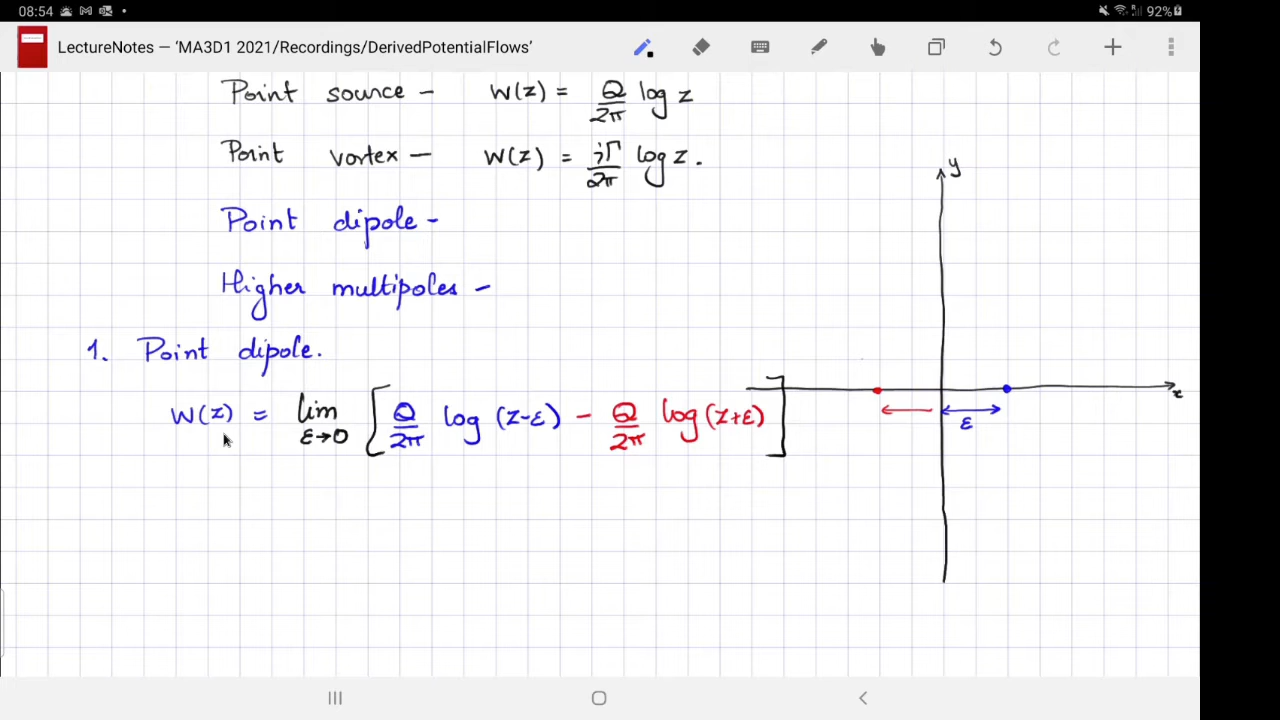 08:54 92%
LectureNotes — ‘MA3D1 2021/Recordings/DerivedPotentialFlows’
Point source - W(z) = Q/2π log z
Point vortex — W(z) = iΓ/2π log z.
Point dipole -
Higher multipoles -
1. Point dipole.
W(z) = lim ε→0 [ Q/2π log (z-ε) - Q/2π log (z+ε) ]
y
x
ε